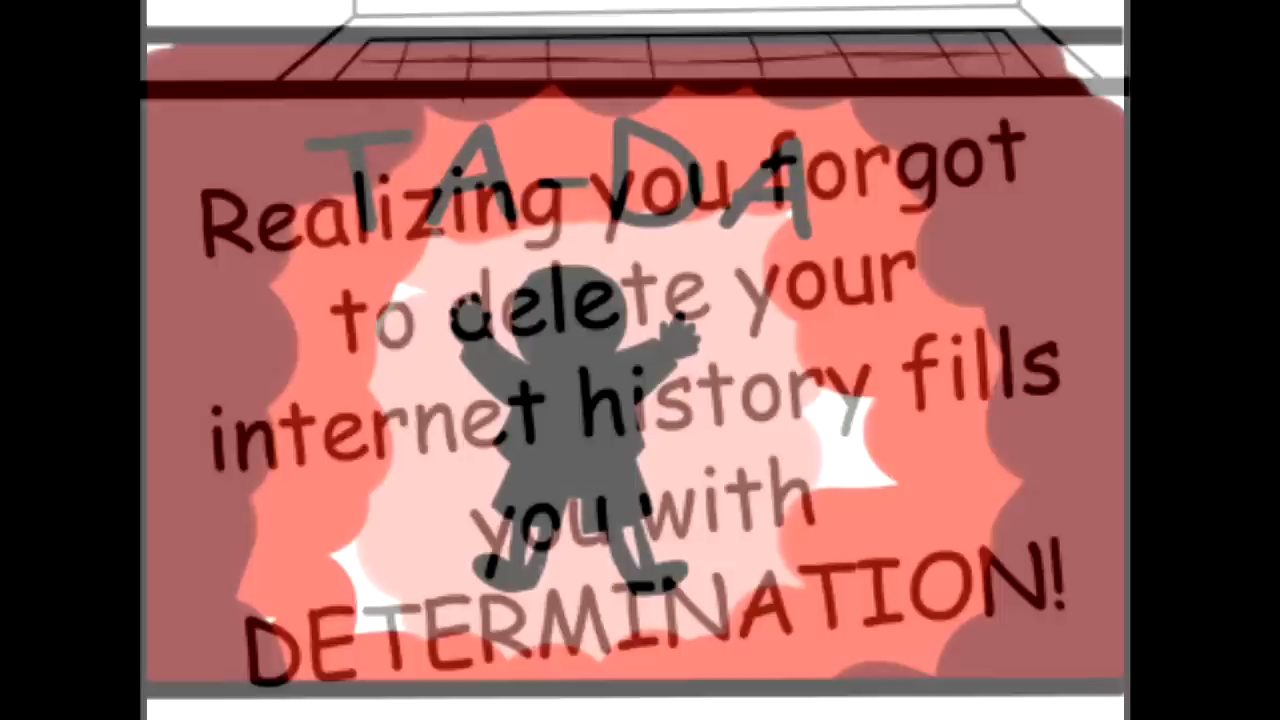 TA-DA
Realizing you forgot
to delete your
internet history fills
you with
DETERMINATION!